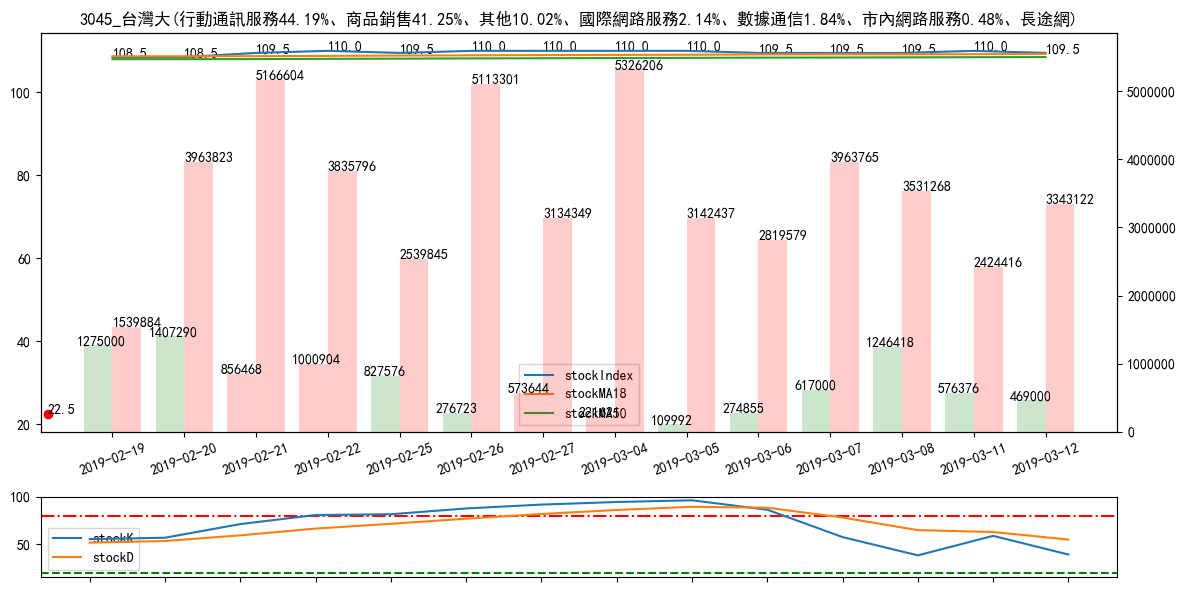 3045_台灣大(行動通訊服務44.19%、商品銷售41.25%、其他10.02%、國際網路服務2.14%、數據通信1.84%、市內網路服務0.48%、長途網)
108.5 108.5 109.5 110.0 109.5 110.0 110.0 110.0 110.0 109.5 109.5 109.5 110.0 109.5
100
80
60
40
20
5000000
4000000
3000000
2000000
1000000
0
1539884 3963823 5166604 3835796 2539845 5113301 3134349 5326206 3142437 2819579 3963765 3531268 2424416 3343122
1275000 1407290 856468 1000904 827576 276723 573644 109992 274855 617000 1246418 576376 469000
22.5
stockIndex
stockMA18
stockMA50
2019-02-19 2019-02-20 2019-02-21 2019-02-22 2019-02-25 2019-02-26 2019-02-27 2019-03-04 2019-03-05 2019-03-06 2019-03-07 2019-03-08 2019-03-11 2019-03-12
100
50
stockK
stockD